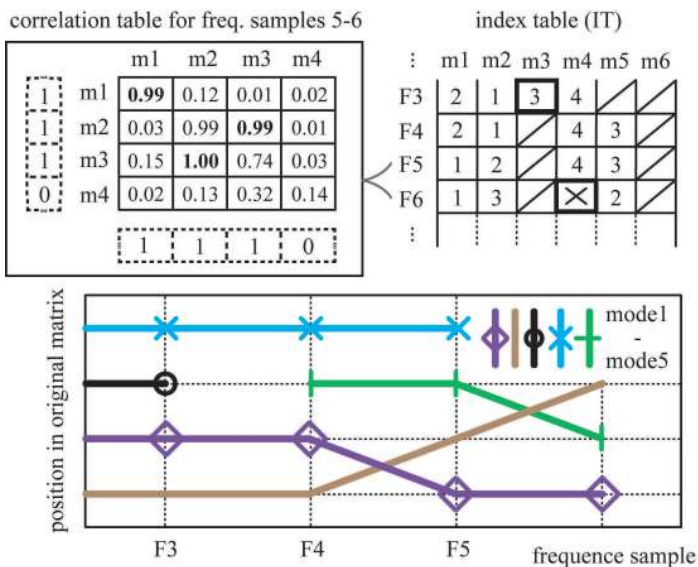 correlation table for freq. samples 5-6
m1 m2 m3 m4
1 m1 0.99 0.12 0.01 0.02
1 m2 0.03 0.99 0.99 0.01
1 m3 0.15 1.00 0.74 0.03
0 m4 0.02 0.13 0.32 0.14
1 1 1 0
index table (IT)
⋮ m1 m2 m3 m4 m5 m6
F3 2 1 3 4
F4 2 1 4 3
F5 1 2 4 3
F6 1 3 × 2
⋮
position in original matrix
mode1
-
mode5
F3 F4 F5 frequence sample